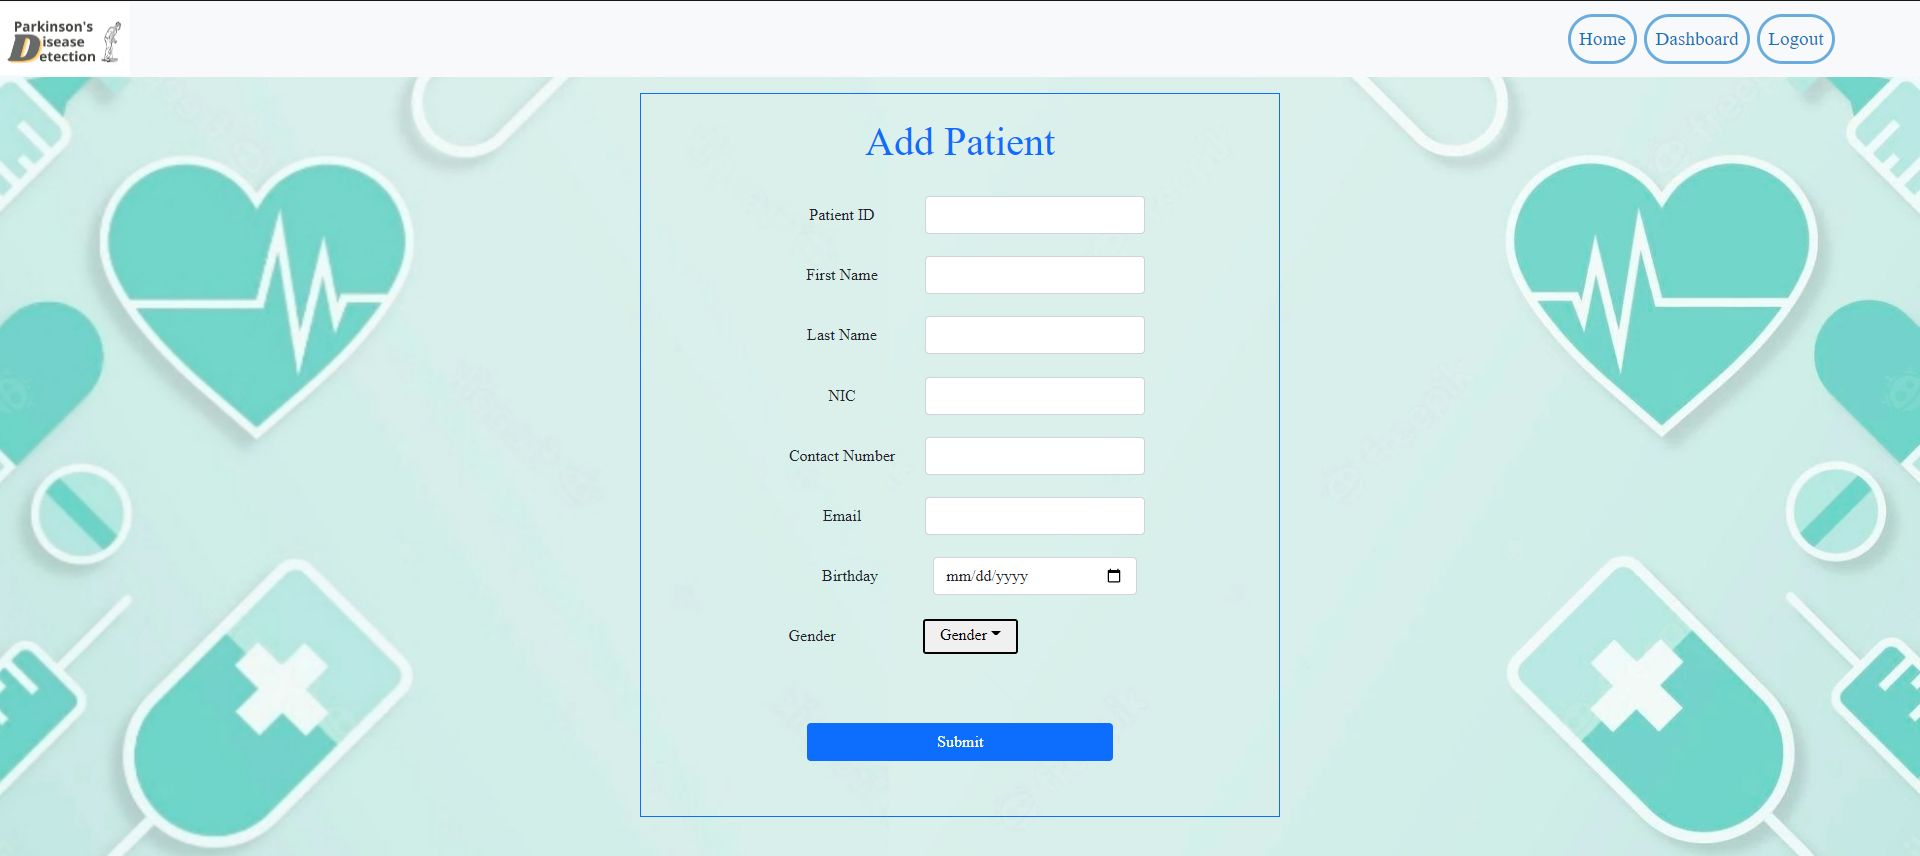 Parkinson's
Disease
Detection
Home Dashboard Logout
Add Patient
Patient ID
First Name
Last Name
NIC
Contact Number
Email
Birthday mm/dd/yyyy
Gender Gender
Submit